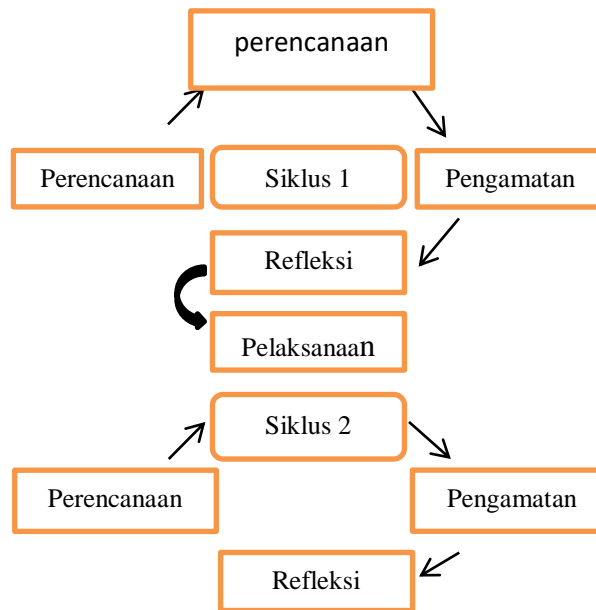 perencanaan
Perencanaan
Siklus 1
Pengamatan
Refleksi
Pelaksanaan
Siklus 2
Perencanaan
Pengamatan
Refleksi